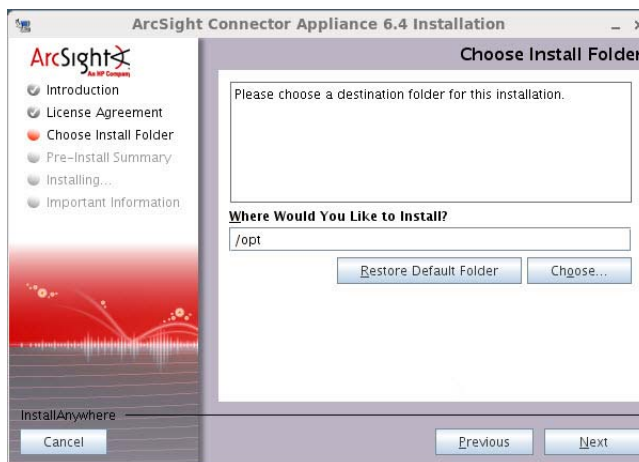 ArcSight Connector Appliance 6.4 Installation
ArcSight
An HP Company
Choose Install Folder
Introduction
License Agreement
Choose Install Folder
Pre-Install Summary
Installing...
Important Information
Please choose a destination folder for this installation.
Where Would You Like to Install?
/opt
Restore Default Folder
Choose...
InstallAnywhere
Cancel
Previous
Next